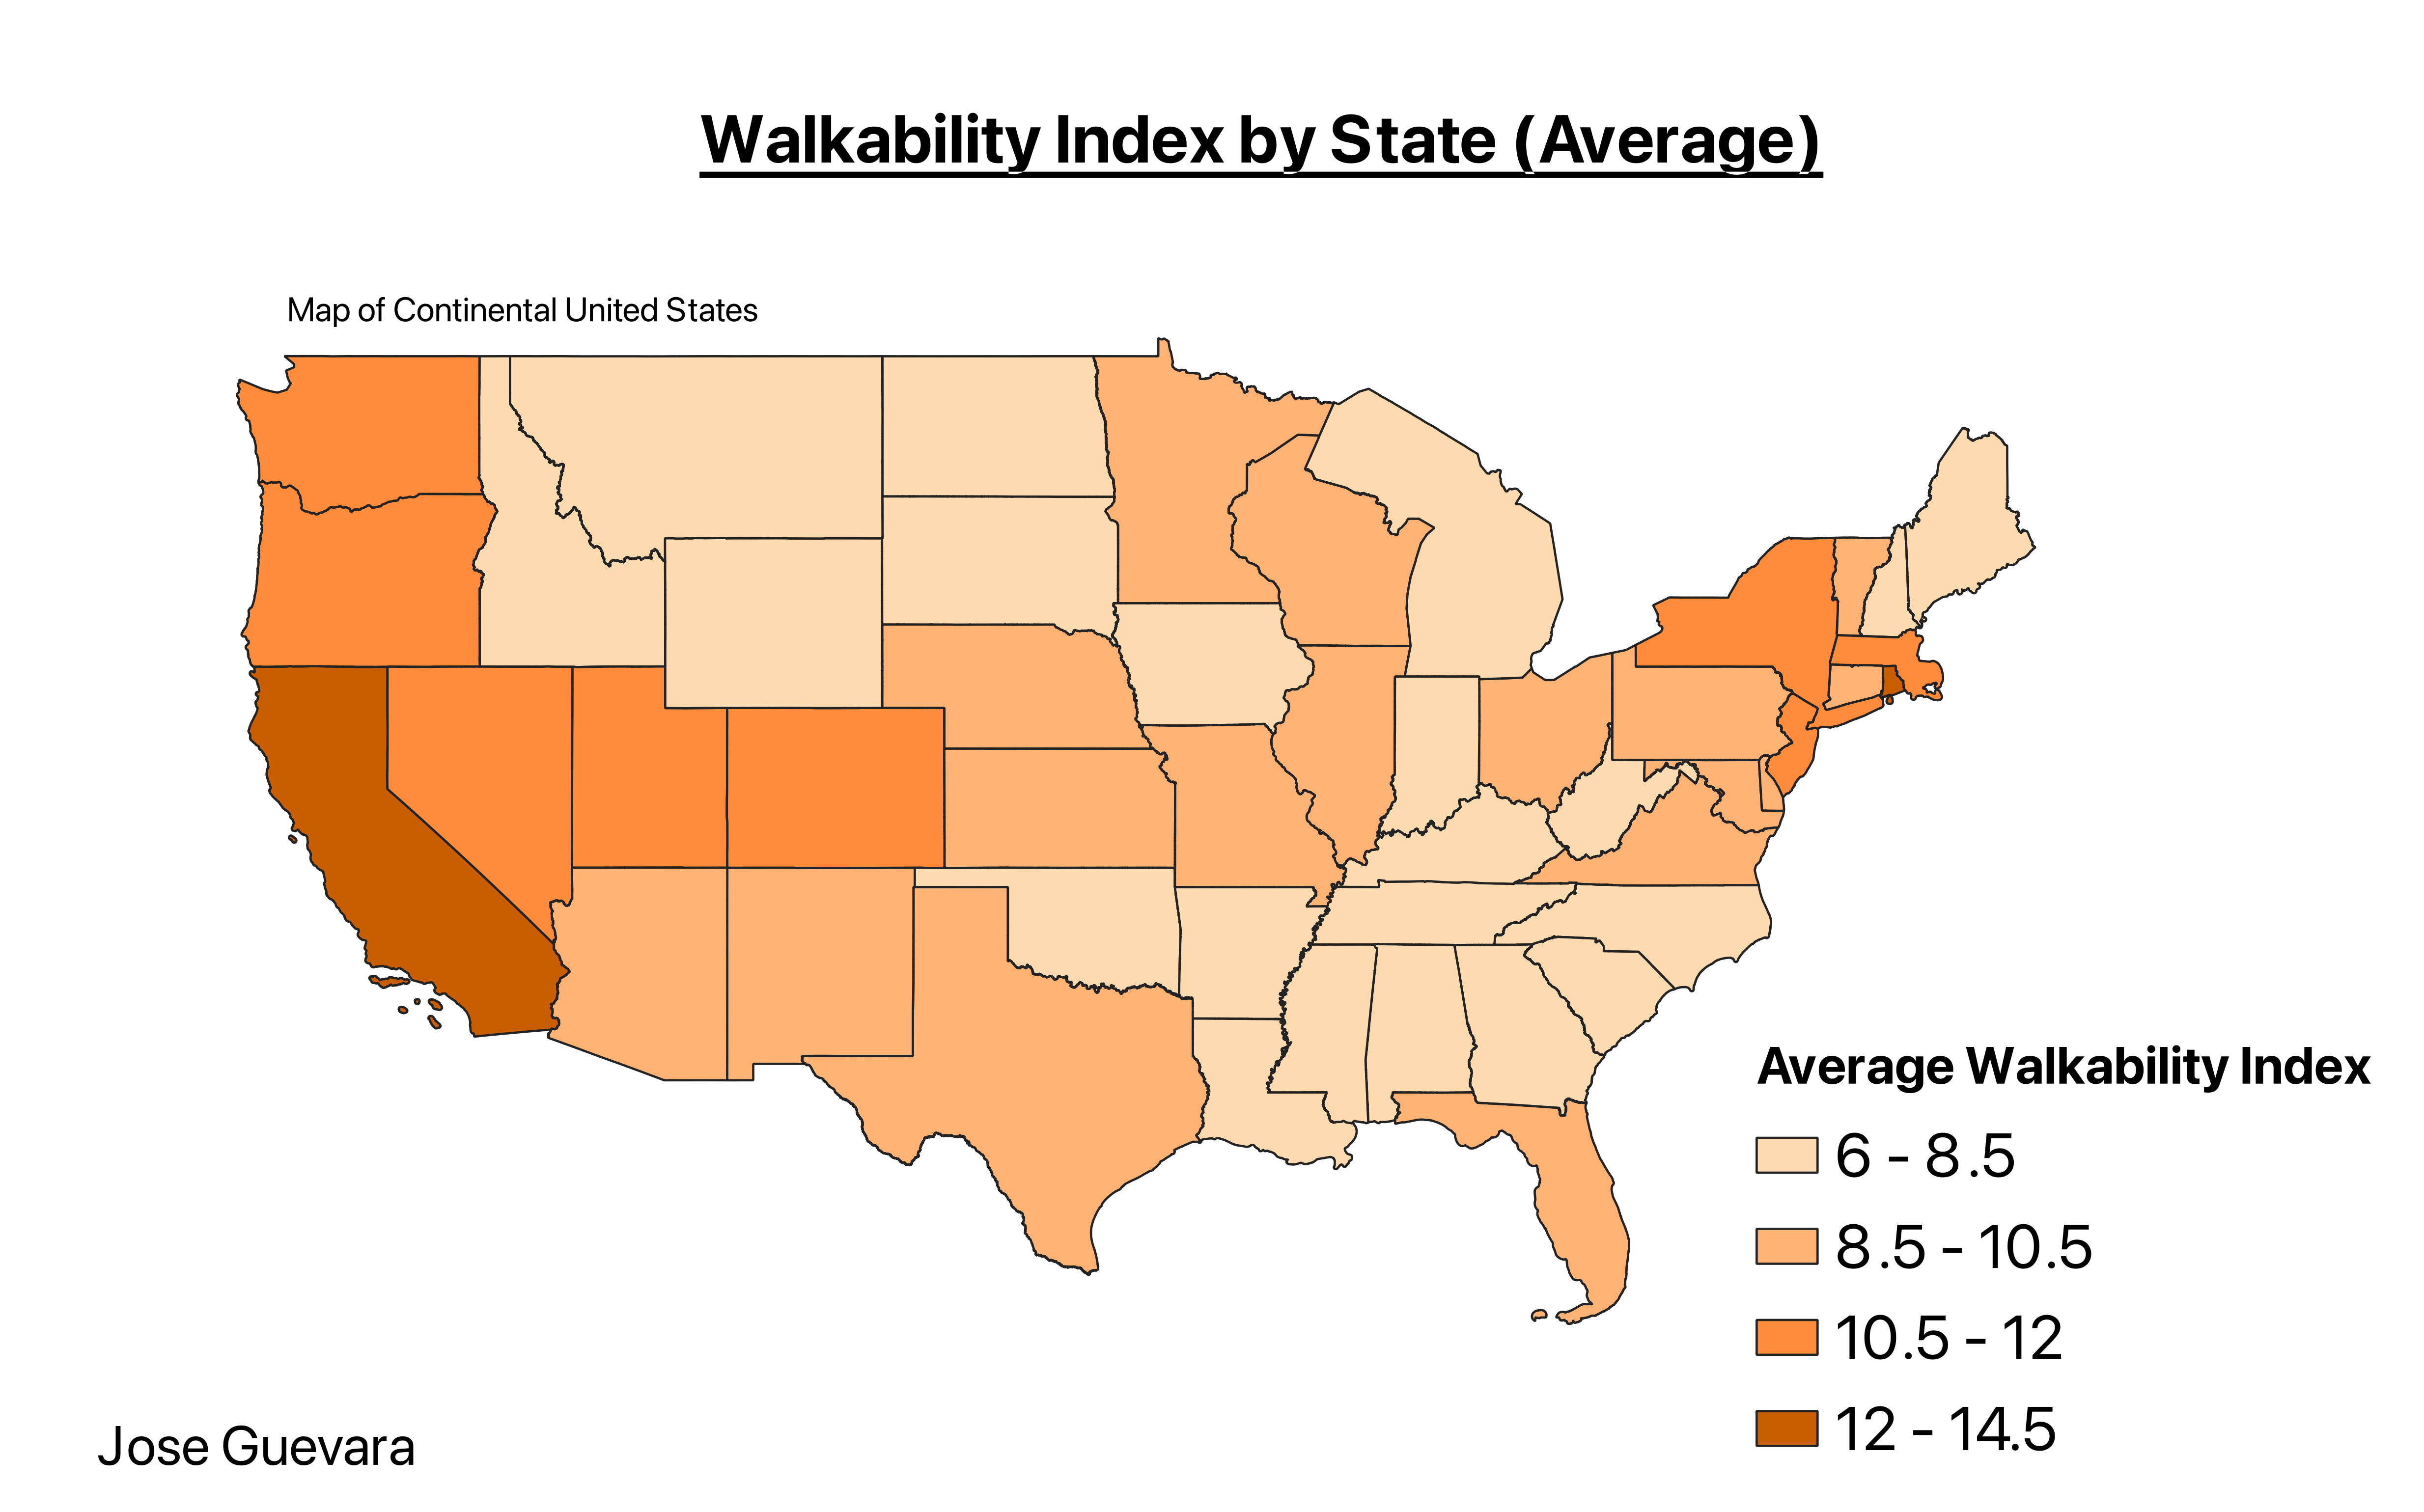 Walkability Index by State (Average)
Map of Continental United States
Average Walkability Index
6 - 8.5
8.5 - 10.5
10.5 - 12
12 - 14.5
Jose Guevara